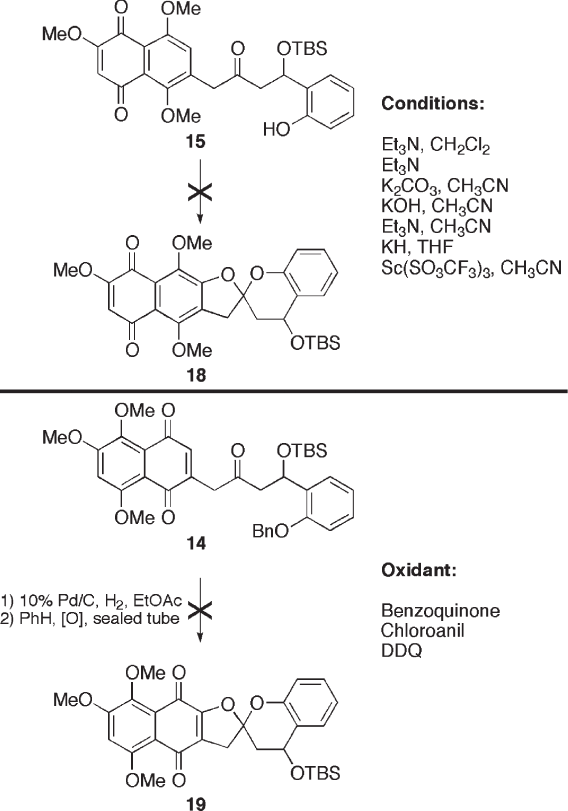 O
OMe
MeO
O
OTBS
O
OMe
HO
15
Conditions:
Et3N, CH2Cl2
Et3N
K2CO3, CH3CN
KOH, CH3CN
Et3N, CH3CN
KH, THF
Sc(SO3CF3)3, CH3CN
O
OMe
MeO
O
O
O
OMe
OTBS
18
OMe
O
MeO
O
OTBS
OMe
O
BnO
14
1) 10% Pd/C, H2, EtOAc
2) PhH, [O], sealed tube
Oxidant:
Benzoquinone
Chloroanil
DDQ
OMe
O
MeO
O
O
OMe
O
OTBS
19